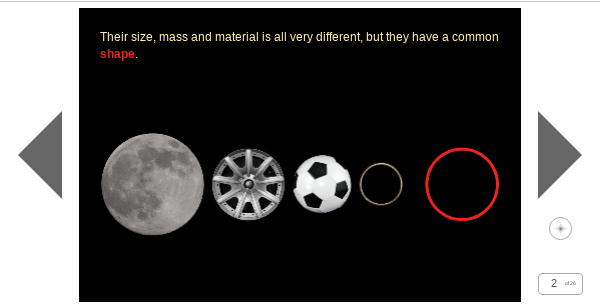 Their size, mass and material is all very different, but they have a common
shape.
2 of 26